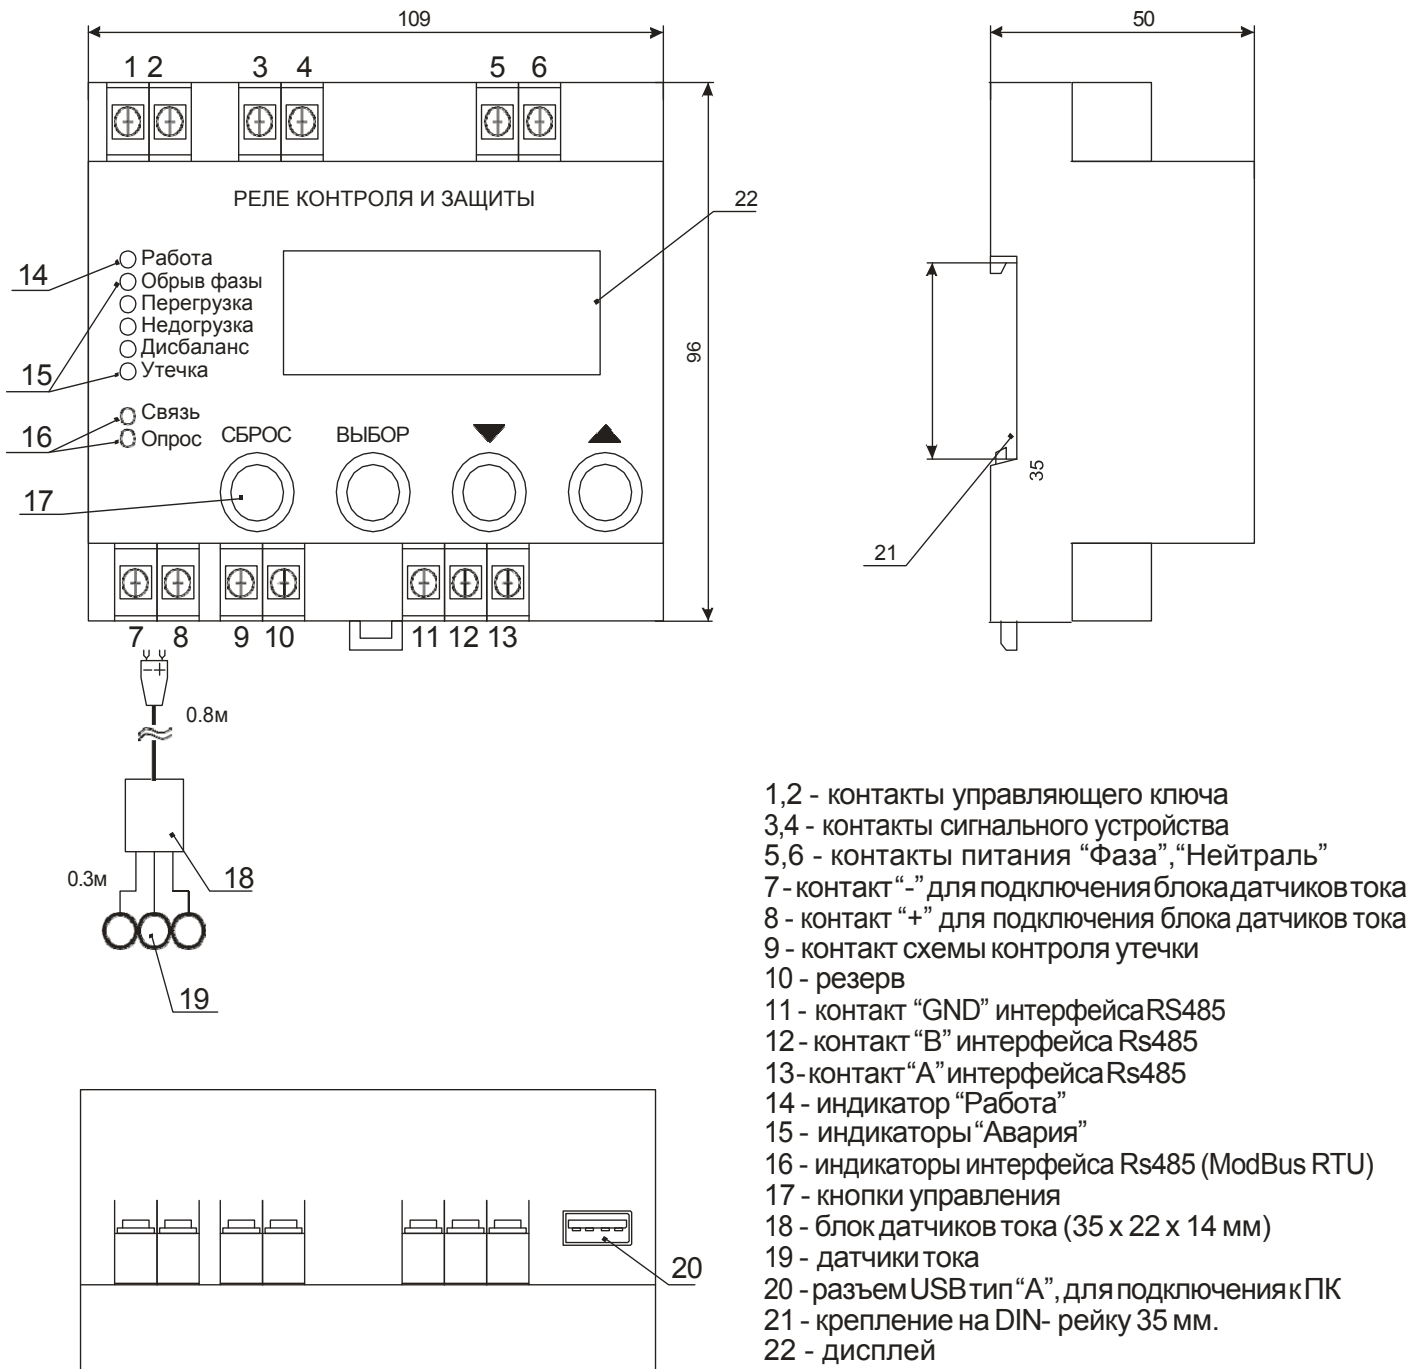 109
50
1 2 3 4 5 6
РЕЛЕ КОНТРОЛЯ И ЗАЩИТЫ
22
14
Работа
Обрыв фазы
Перегрузка
Недогрузка
Дисбаланс
Утечка
15
96
Связь
Опрос
16
СБРОС ВЫБОР
17
35
21
7 8 9 10 11 12 13
- +
0.8м
18
0.3м
19
20
1,2 - контакты управляющего ключа
3,4 - контакты сигнального устройства
5,6 - контакты питания “Фаза”,“Нейтраль”
7 - контакт “-” для подключения блока датчиков тока
8 - контакт “+” для подключения блока датчиков тока
9 - контакт схемы контроля утечки
10 - резерв
11 - контакт “GND” интерфейса RS485
12 - контакт “B” интерфейса Rs485
13 - контакт “A” интерфейса Rs485
14 - индикатор “Работа”
15 - индикаторы “Авария”
16 - индикаторы интерфейса Rs485 (ModBus RTU)
17 - кнопки управления
18 - блок датчиков тока (35 x 22 x 14 мм)
19 - датчики тока
20 - разъем USB тип “А”, для подключения к ПК
21 - крепление на DIN- рейку 35 мм.
22 - дисплей